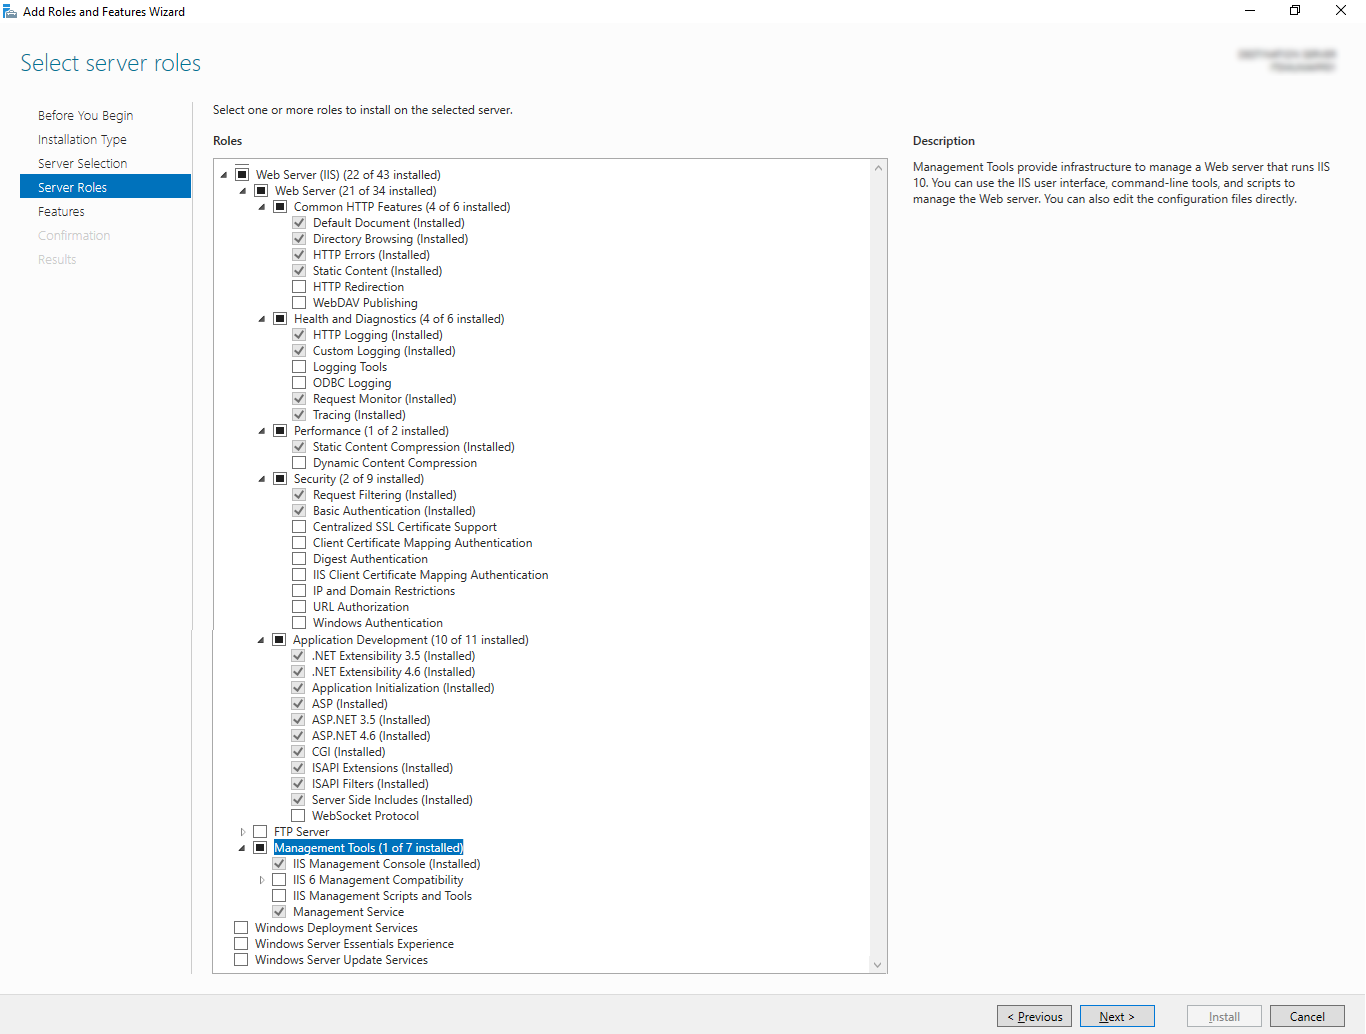 Add Roles and Features Wizard
Select server roles
Before You Begin
Installation Type
Server Selection
Server Roles
Features
Confirmation
Results
Select one or more roles to install on the selected server.
Roles
Web Server (IIS) (22 of 43 installed)
Web Server (21 of 34 installed)
Common HTTP Features (4 of 6 installed)
Default Document (Installed)
Directory Browsing (Installed)
HTTP Errors (Installed)
Static Content (Installed)
HTTP Redirection
WebDAV Publishing
Health and Diagnostics (4 of 6 installed)
HTTP Logging (Installed)
Custom Logging (Installed)
Logging Tools
ODBC Logging
Request Monitor (Installed)
Tracing (Installed)
Performance (1 of 2 installed)
Static Content Compression (Installed)
Dynamic Content Compression
Security (2 of 9 installed)
Request Filtering (Installed)
Basic Authentication (Installed)
Centralized SSL Certificate Support
Client Certificate Mapping Authentication
Digest Authentication
IIS Client Certificate Mapping Authentication
IP and Domain Restrictions
URL Authorization
Windows Authentication
Application Development (10 of 11 installed)
.NET Extensibility 3.5 (Installed)
.NET Extensibility 4.6 (Installed)
Application Initialization (Installed)
ASP (Installed)
ASP.NET 3.5 (Installed)
ASP.NET 4.6 (Installed)
CGI (Installed)
ISAPI Extensions (Installed)
ISAPI Filters (Installed)
Server Side Includes (Installed)
WebSocket Protocol
FTP Server
Management Tools (1 of 7 installed)
IIS Management Console (Installed)
IIS 6 Management Compatibility
IIS Management Scripts and Tools
Management Service
Windows Deployment Services
Windows Server Essentials Experience
Windows Server Update Services
Description
Management Tools provide infrastructure to manage a Web server that runs IIS
10. You can use the IIS user interface, command-line tools, and scripts to
manage the Web server. You can also edit the configuration files directly.
< Previous
Next >
Install
Cancel